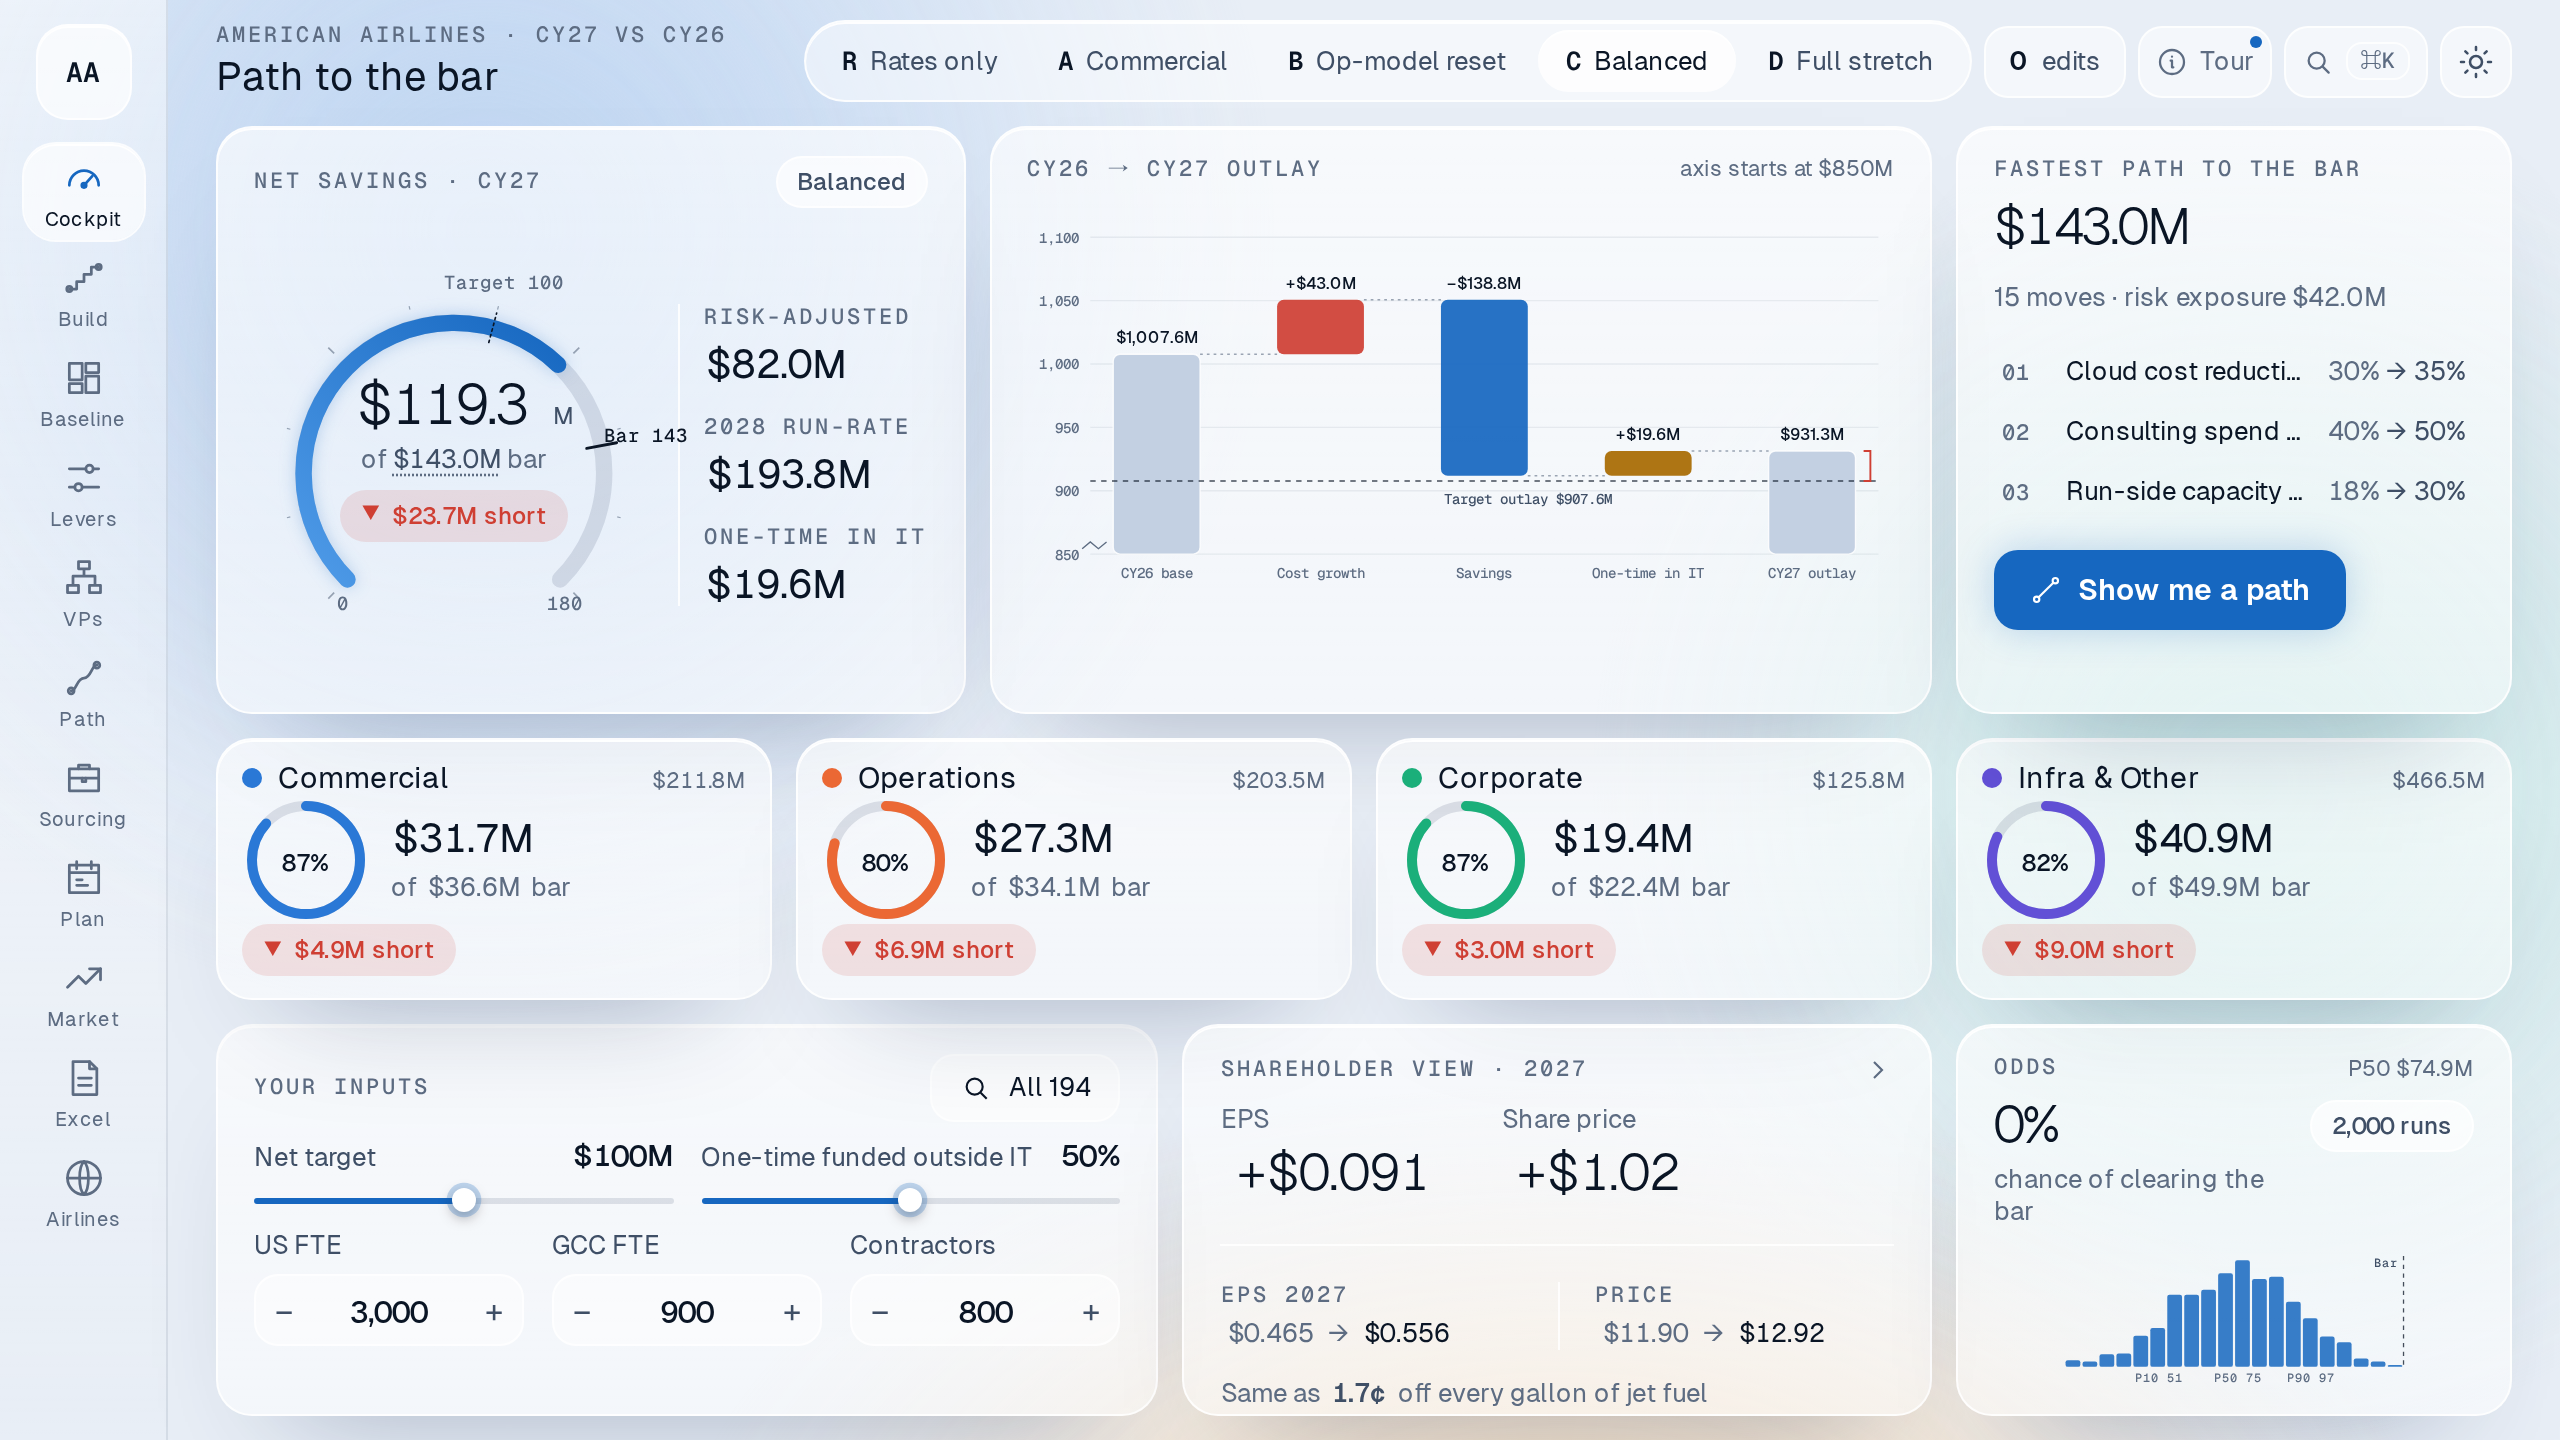 AA
AMERICAN AIRLINES · CY27 VS CY26
Path to the bar
R Rates only
A Commercial
B Op-model reset
C Balanced
D Full stretch
0 edits
Tour
⌘K
Cockpit
Build
Baseline
Levers
VPs
Path
Sourcing
Plan
Market
Excel
Airlines
NET SAVINGS · CY27
Balanced
Target 100
$119.3 M
of $143.0M bar
▼ $23.7M short
Bar 143
0
180
RISK-ADJUSTED
$82.0M
2028 RUN-RATE
$193.8M
ONE-TIME IN IT
$19.6M
CY26 → CY27 OUTLAY
axis starts at $850M
1,100
1,050
1,000
950
900
850
$1,007.6M
+$43.0M
−$138.8M
+$19.6M
$931.3M
Target outlay $907.6M
CY26 base
Cost growth
Savings
One-time in IT
CY27 outlay
FASTEST PATH TO THE BAR
$143.0M
15 moves · risk exposure $42.0M
01 Cloud cost reducti... 30% → 35%
02 Consulting spend ... 40% → 50%
03 Run-side capacity ... 18% → 30%
Show me a path
Commercial $211.8M
87%
$31.7M
of $36.6M bar
▼ $4.9M short
Operations $203.5M
80%
$27.3M
of $34.1M bar
▼ $6.9M short
Corporate $125.8M
87%
$19.4M
of $22.4M bar
▼ $3.0M short
Infra & Other $466.5M
82%
$40.9M
of $49.9M bar
▼ $9.0M short
YOUR INPUTS
All 194
Net target $100M
One-time funded outside IT 50%
US FTE
− 3,000 +
GCC FTE
− 900 +
Contractors
− 800 +
SHAREHOLDER VIEW · 2027
EPS
+$0.091
Share price
+$1.02
EPS 2027
$0.465 → $0.556
PRICE
$11.90 → $12.92
Same as 1.7¢ off every gallon of jet fuel
ODDS
P50 $74.9M
0%
2,000 runs
chance of clearing the
bar
Bar
P10 51
P50 75
P90 97